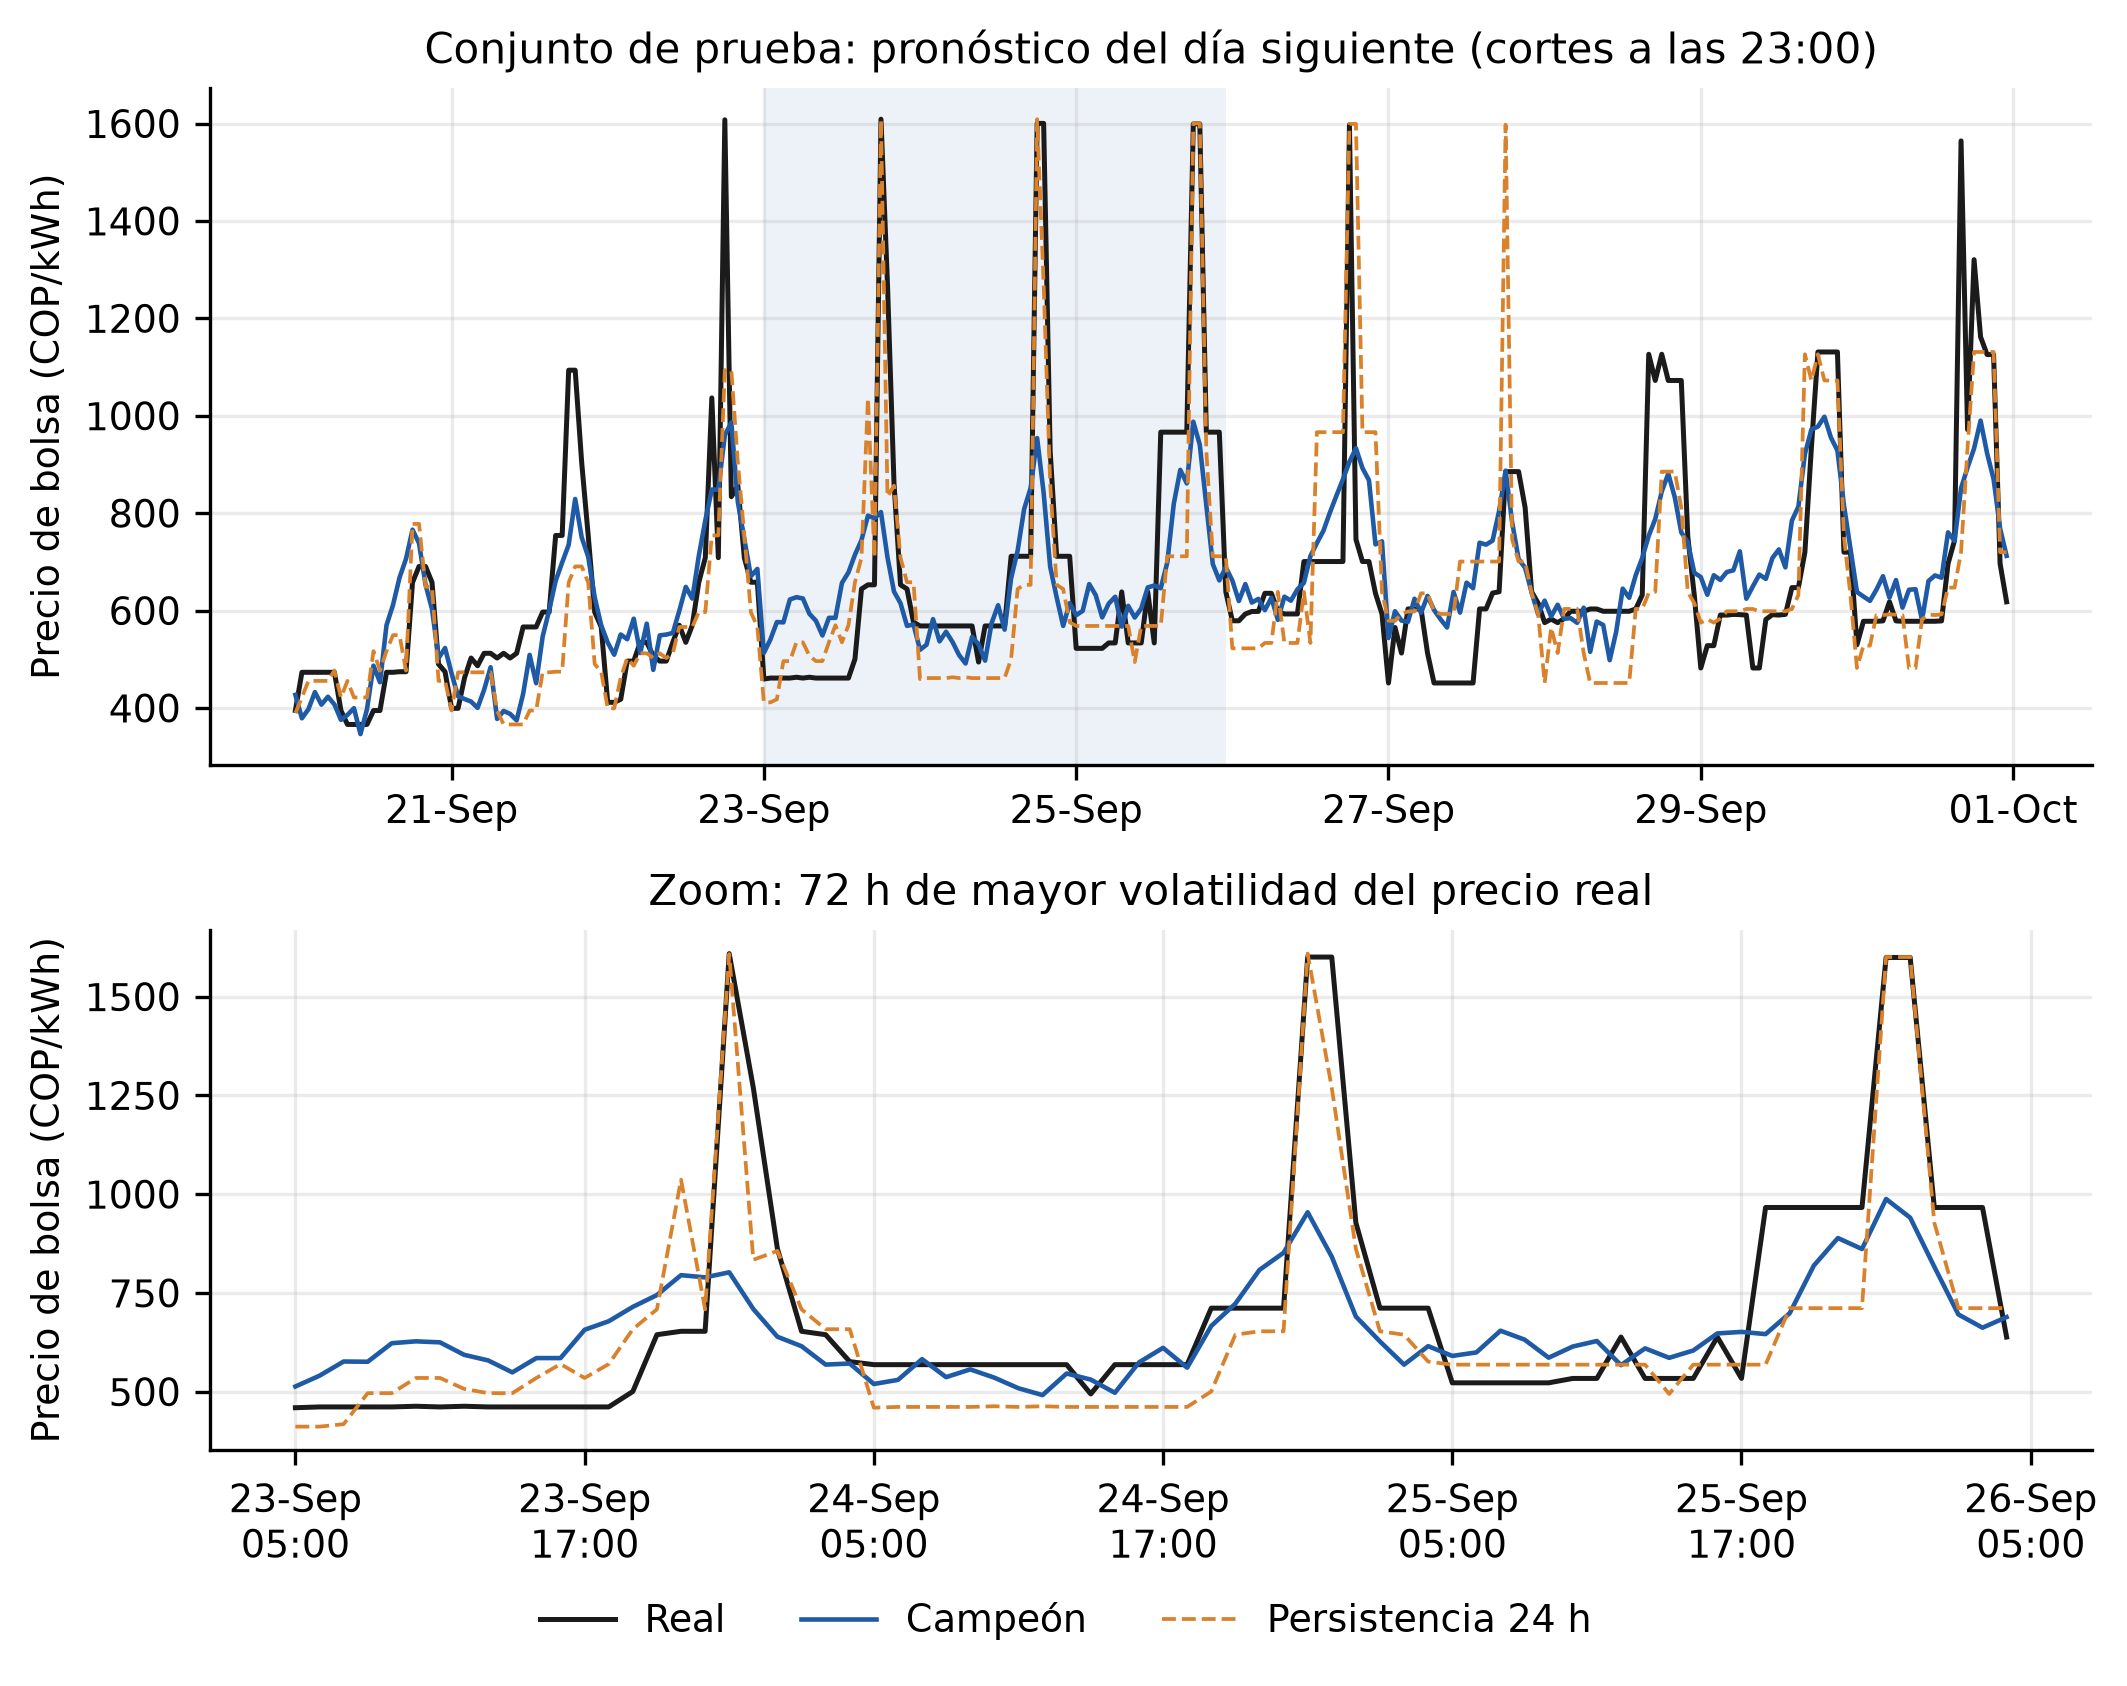 Conjunto de prueba: pronóstico del día siguiente (cortes a las 23:00)
Precio de bolsa (COP/kWh)
1600
1400
1200
1000
800
600
400
21-Sep
23-Sep
25-Sep
27-Sep
29-Sep
01-Oct
Zoom: 72 h de mayor volatilidad del precio real
Precio de bolsa (COP/kWh)
1500
1250
1000
750
500
23-Sep
05:00
23-Sep
17:00
24-Sep
05:00
24-Sep
17:00
25-Sep
05:00
25-Sep
17:00
26-Sep
05:00
Real
Campeón
Persistencia 24 h